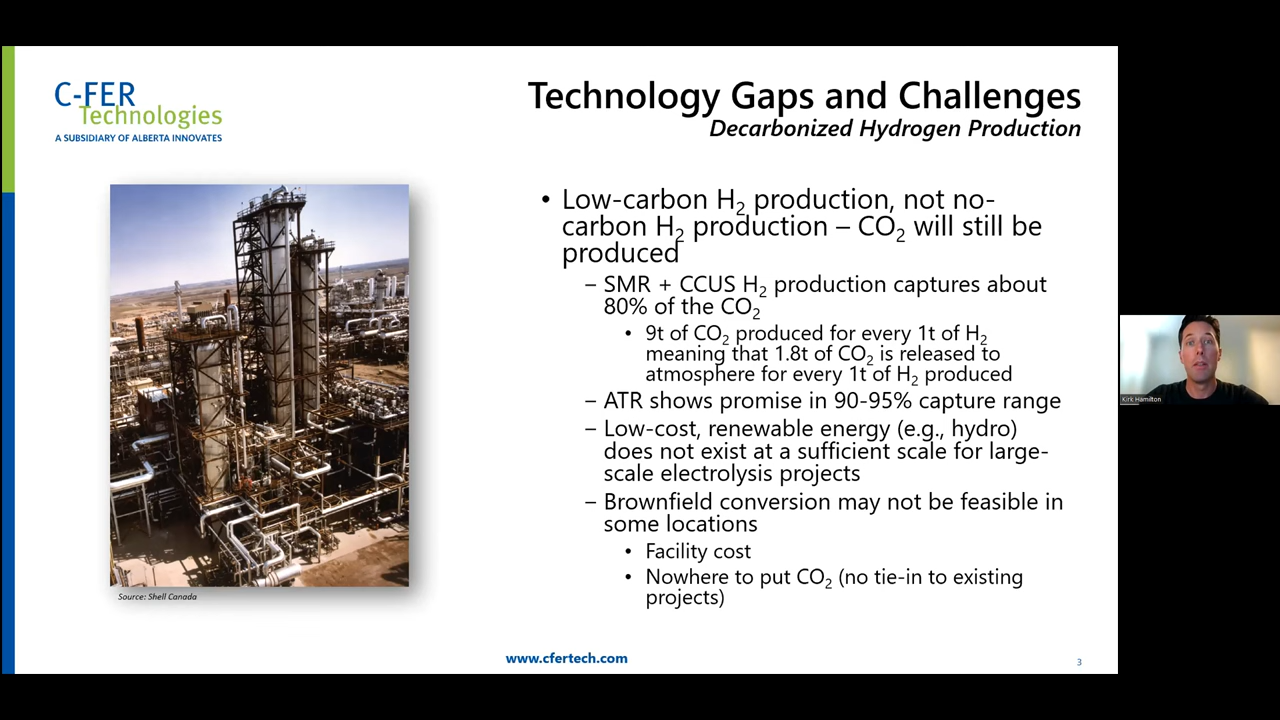 C-FER
Technologies
A SUBSIDIARY OF ALBERTA INNOVATES
Technology Gaps and Challenges
Decarbonized Hydrogen Production
• Low-carbon H₂ production, not no-
carbon H₂ production – CO₂ will still be
produced
– SMR + CCUS H₂ production captures about
80% of the CO₂
• 9t of CO₂ produced for every 1t of H₂
meaning that 1.8t of CO₂ is released to
atmosphere for every 1t of H₂ produced
– ATR shows promise in 90-95% capture range
– Low-cost, renewable energy (e.g., hydro)
does not exist at a sufficient scale for large-
scale electrolysis projects
– Brownfield conversion may not be feasible in
some locations
• Facility cost
• Nowhere to put CO₂ (no tie-in to existing
projects)
Source: Shell Canada
www.cfertech.com
3
Kirk Hamilton